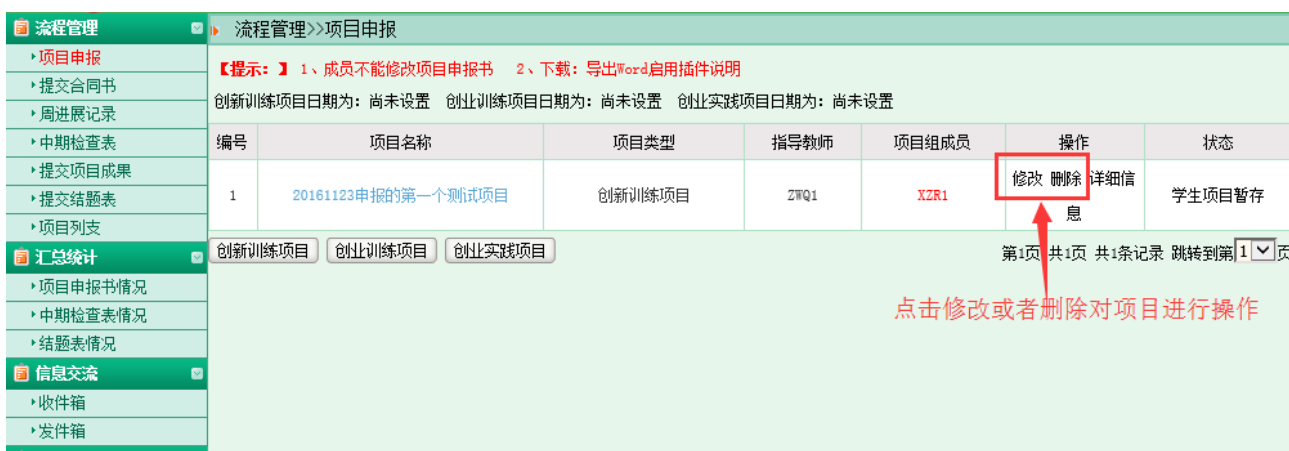 流程管理
项目申报
提交合同书
周进展记录
中期检查表
提交项目成果
提交结题表
项目列支
汇总统计
项目申报书情况
中期检查表情况
结题表情况
信息交流
收件箱
发件箱
流程管理>>项目申报
【提示：】 1、成员不能修改项目申报书 2、下载：导出Word启用插件说明
创新训练项目日期为：尚未设置 创业训练项目日期为：尚未设置 创业实践项目日期为：尚未设置
编号 项目名称 项目类型 指导教师 项目组成员 操作 状态
1 20161123申报的第一个测试项目 创新训练项目 ZWQ1 XZR1 修改 删除 详细信息 学生项目暂存
创新训练项目 创业训练项目 创业实践项目 第1页 共1页 共1条记录 跳转到第 1 页
点击修改或者删除对项目进行操作